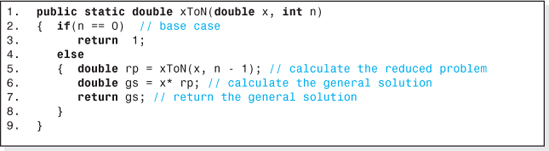 1. public static double xToN(double x, int n)
2. { if(n == 0) // base case
3. return 1;
4. else
5. { double rp = xToN(x, n - 1); // calculate the reduced problem
6. double gs = x* rp; // calculate the general solution
7. return gs; // return the general solution
8. }
9. }